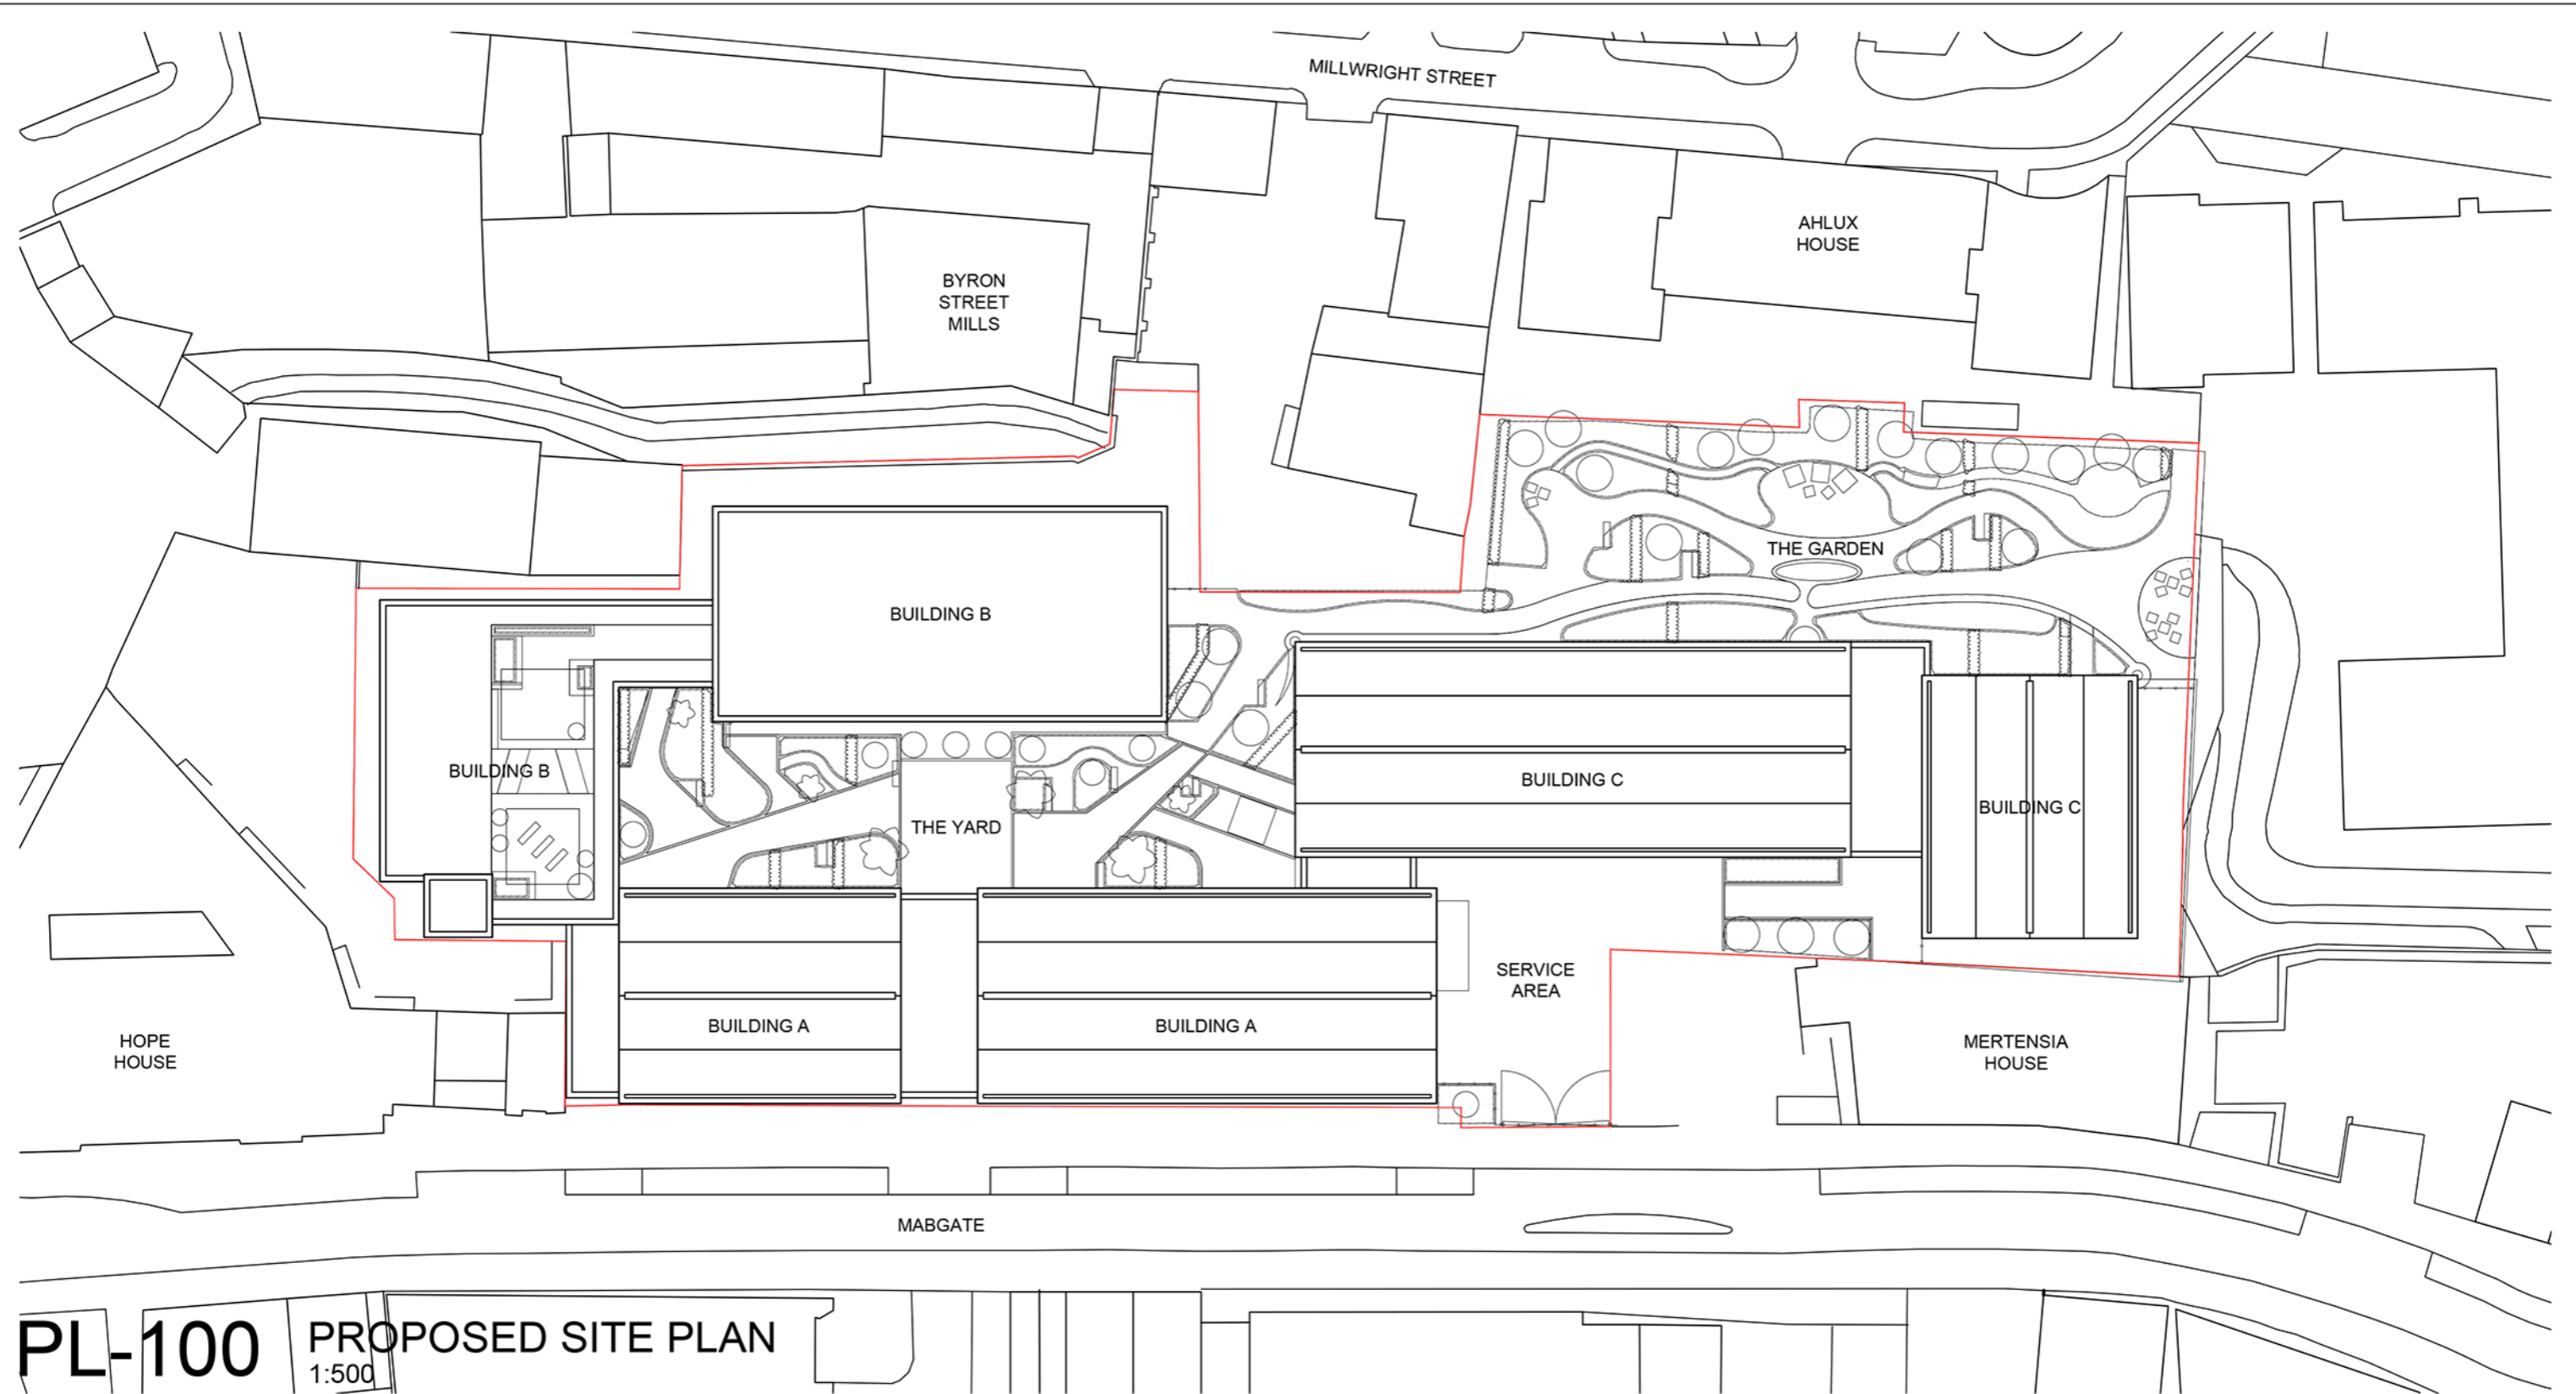 MILLWRIGHT STREET
AHLUX
HOUSE
BYRON
STREET
MILLS
THE GARDEN
BUILDING B
BUILDING B
BUILDING C
BUILDING C
THE YARD
SERVICE
AREA
BUILDING A
BUILDING A
HOPE
HOUSE
MERTENSIA
HOUSE
MABGATE
PL-100
PROPOSED SITE PLAN
1:500